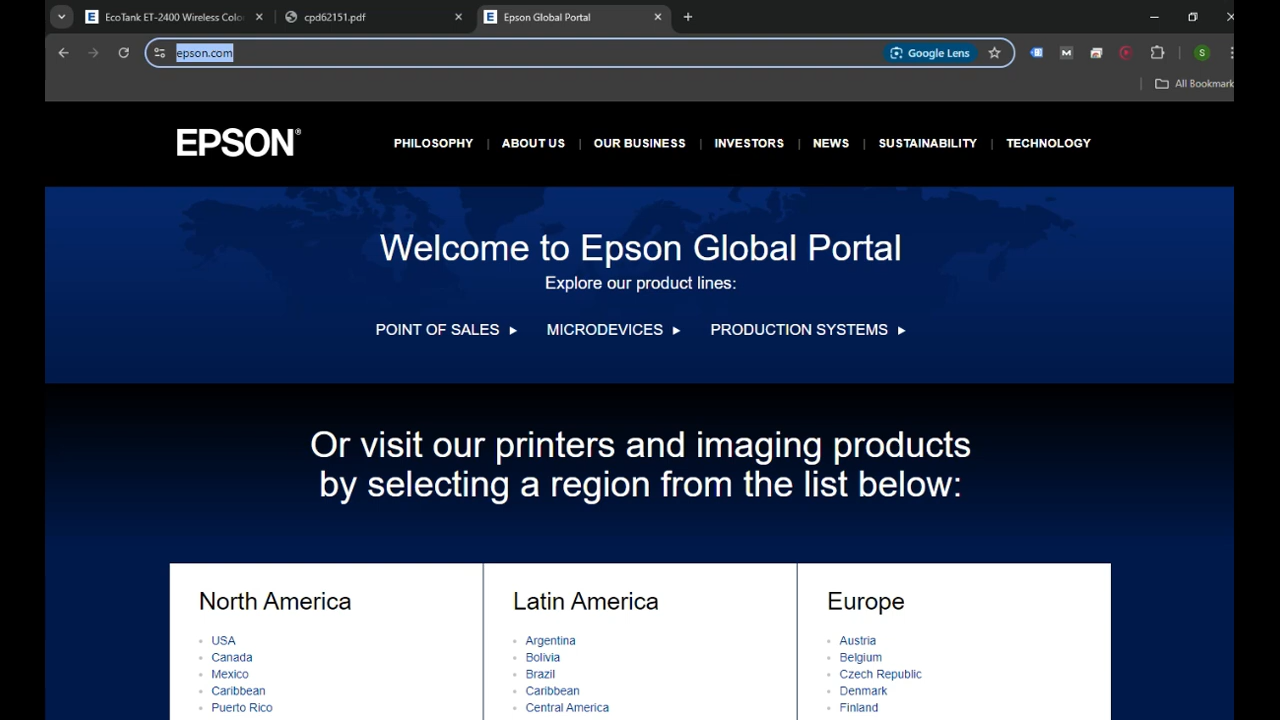 EcoTank ET-2400 Wireless Colo
cpd62151.pdf
Epson Global Portal
epson.com
Google Lens
All Bookmark
EPSON®
PHILOSOPHY | ABOUT US | OUR BUSINESS | INVESTORS | NEWS | SUSTAINABILITY | TECHNOLOGY
Welcome to Epson Global Portal
Explore our product lines:
POINT OF SALES ▶ MICRODEVICES ▶ PRODUCTION SYSTEMS ▶
Or visit our printers and imaging products
by selecting a region from the list below:
North America
USA
Canada
Mexico
Caribbean
Puerto Rico
Latin America
Argentina
Bolivia
Brazil
Caribbean
Central America
Europe
Austria
Belgium
Czech Republic
Denmark
Finland